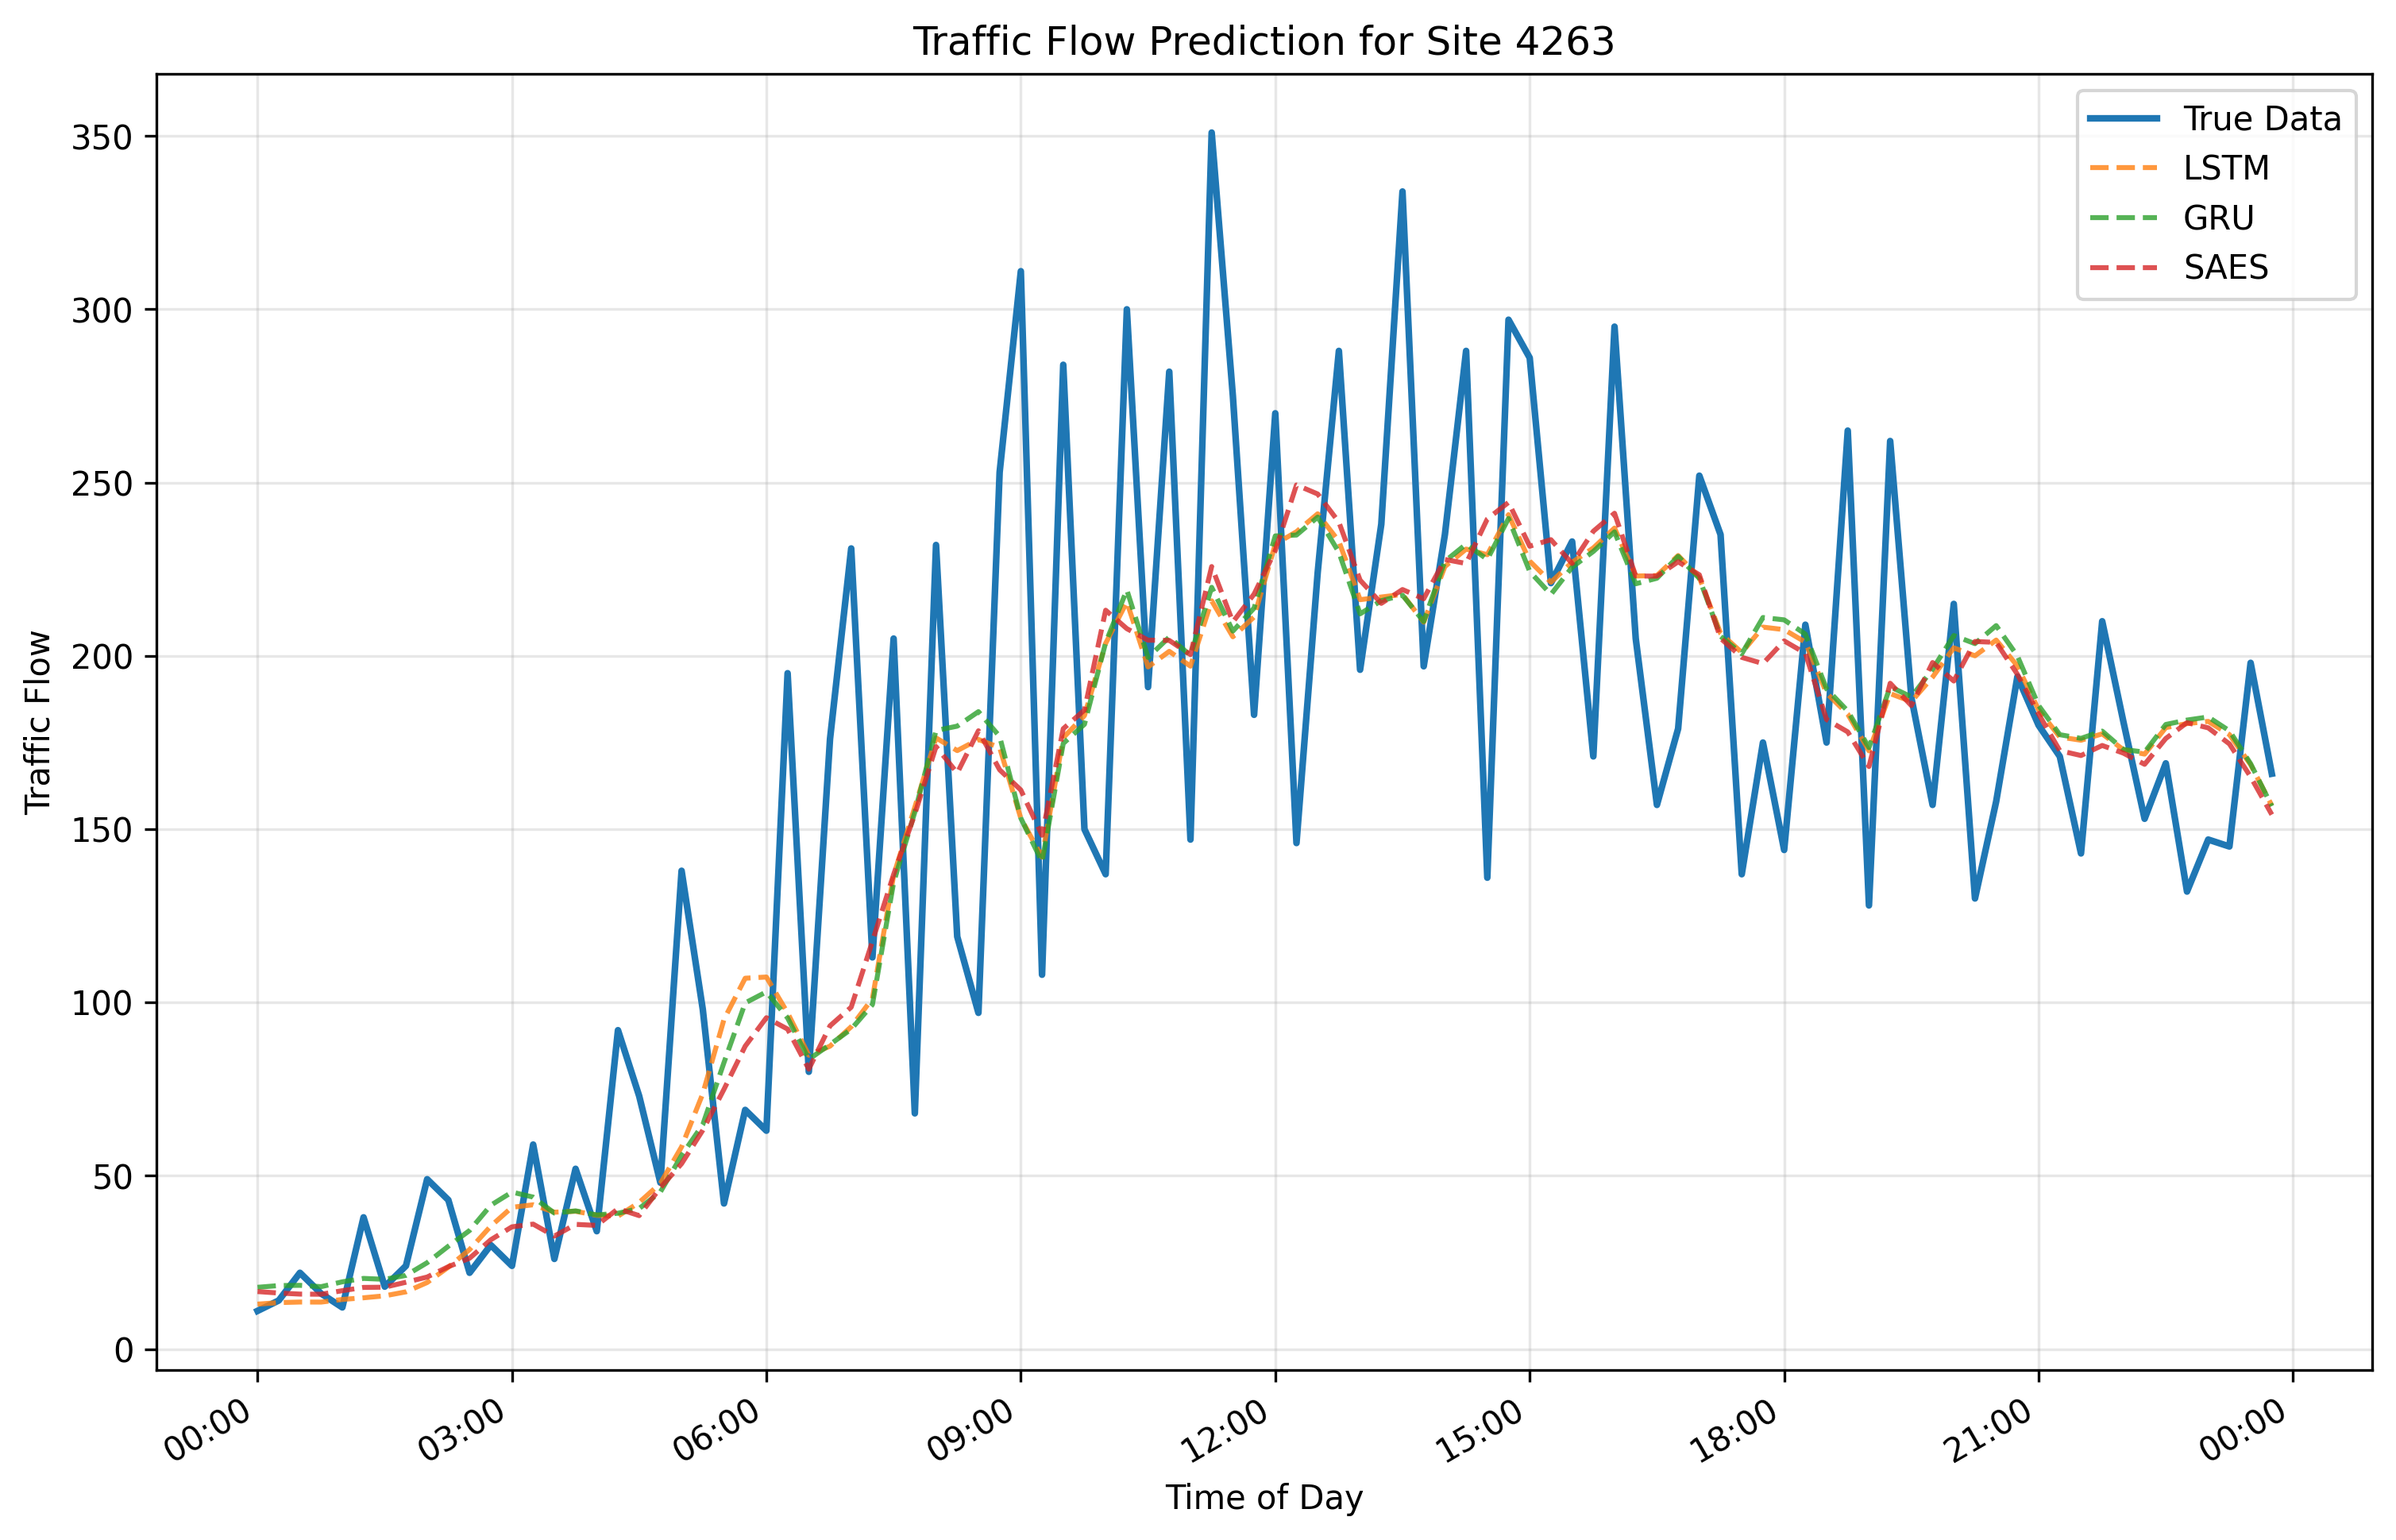 Traffic Flow Prediction for Site 4263
True Data
LSTM
GRU
SAES
Traffic Flow
350
300
250
200
150
100
50
0
00:00
03:00
06:00
09:00
12:00
15:00
18:00
21:00
00:00
Time of Day